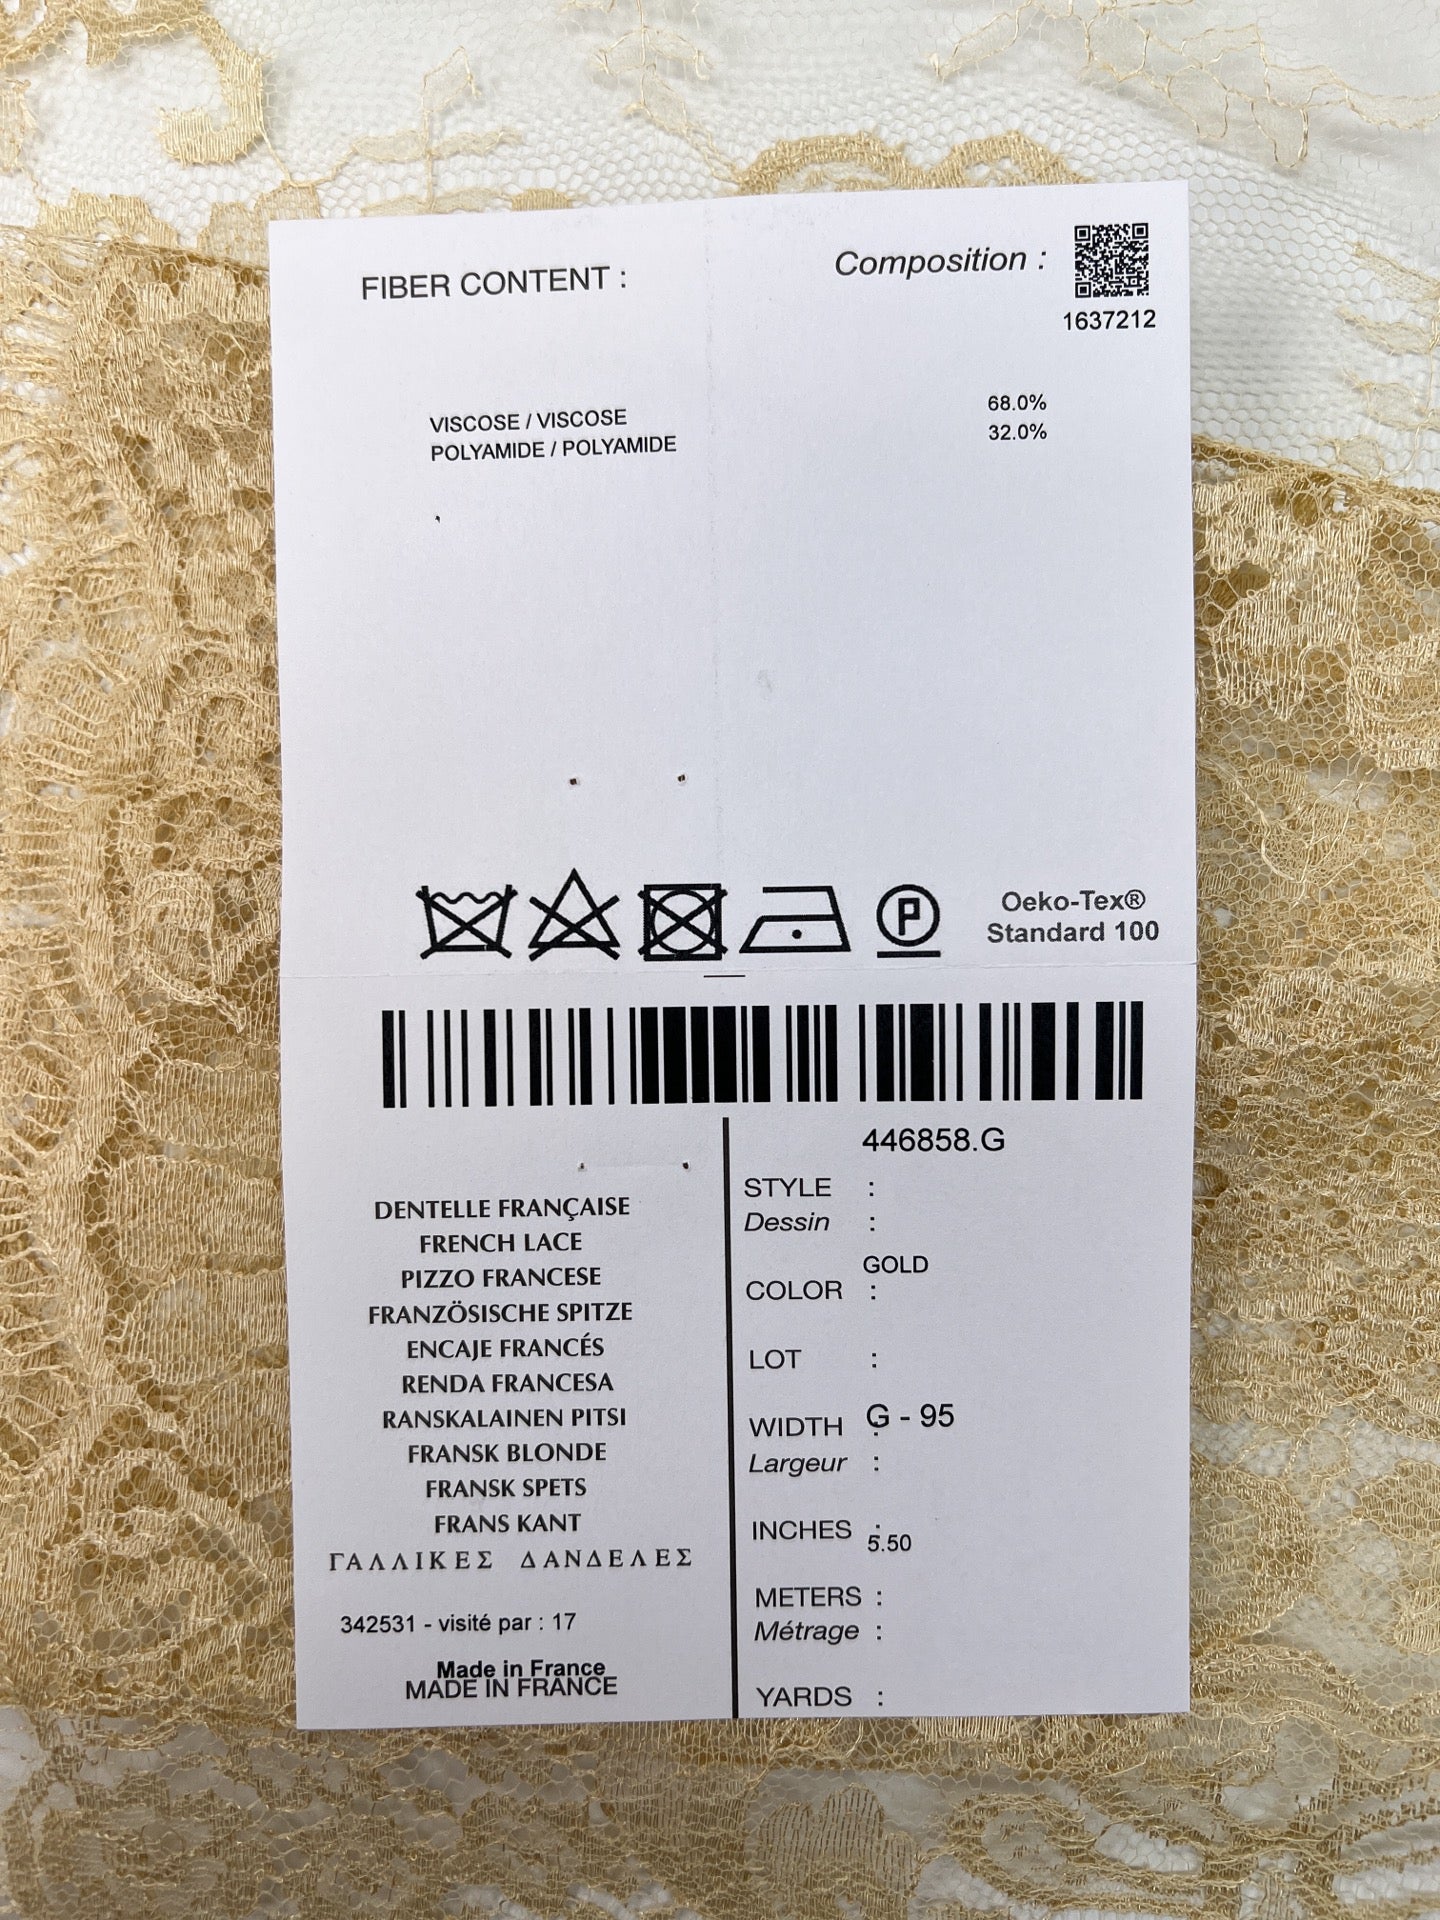 FIBER CONTENT :
Composition :
1637212
VISCOSE / VISCOSE 68.0%
POLYAMIDE / POLYAMIDE 32.0%
P
Oeko-Tex®
Standard 100
446858.G
DENTELLE FRANÇAISE
FRENCH LACE
PIZZO FRANCESE
FRANZÖSISCHE SPITZE
ENCAJE FRANCÉS
RENDA FRANCESA
RANSKALAINEN PITSI
FRANSK BLONDE
FRANSK SPETS
FRANS KANT
ΓΑΛΛΙΚΕΣ ΔΑΝΔΕΛΕΣ
342531 - visité par : 17
Made in France
MADE IN FRANCE
STYLE :
Dessin :
COLOR : GOLD
LOT :
WIDTH : G - 95
Largeur :
INCHES : 5.50
METERS :
Métrage :
YARDS :